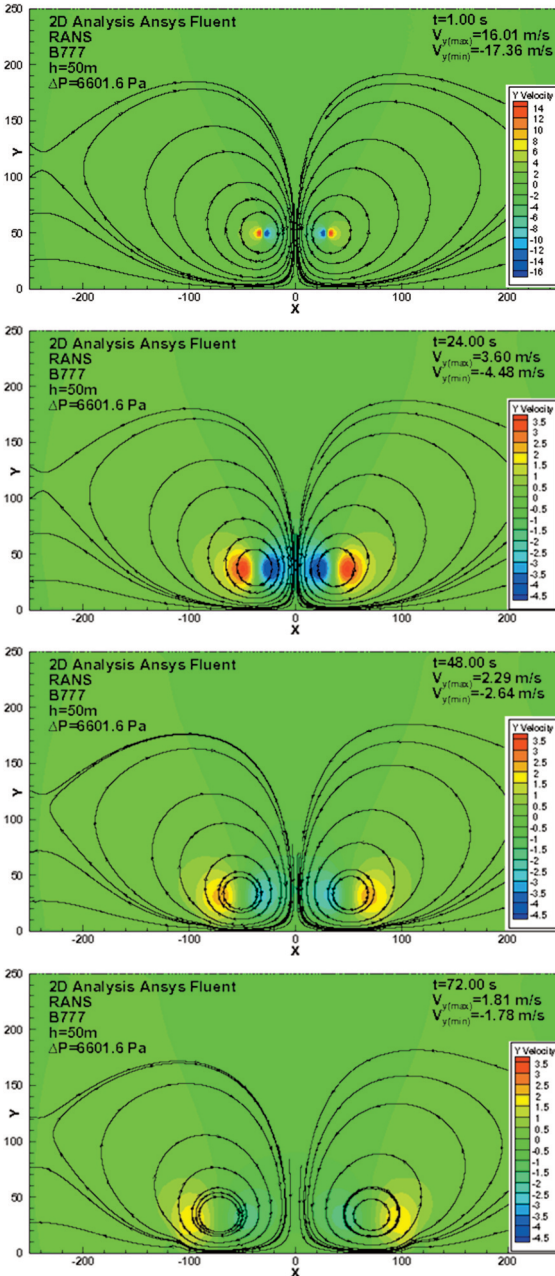 2D Analysis Ansys Fluent
RANS
B777
h=50m
ΔP=6601.6 Pa
t=1.00 s
Vy(max)=16.01 m/s
Vy(min)=-17.36 m/s
Y Velocity
14
12
10
8
6
4
2
0
-2
-4
-6
-8
-10
-12
-14
-16
250
200
150
100
50
0
Y
-200
-100
0
100
200
X
2D Analysis Ansys Fluent
RANS
B777
h=50m
ΔP=6601.6 Pa
t=24.00 s
Vy(max)=3.60 m/s
Vy(min)=-4.48 m/s
Y Velocity
3.5
3
2.5
2
1.5
1
0.5
0
-0.5
-1
-1.5
-2
-2.5
-3
-3.5
-4
-4.5
250
200
150
100
50
0
Y
-200
-100
0
100
200
X
2D Analysis Ansys Fluent
RANS
B777
h=50m
ΔP=6601.6 Pa
t=48.00 s
Vy(max)=2.29 m/s
Vy(min)=-2.64 m/s
Y Velocity
3.5
3
2.5
2
1.5
1
0.5
0
-0.5
-1
-1.5
-2
-2.5
-3
-3.5
-4
-4.5
250
200
150
100
50
0
Y
-200
-100
0
100
200
X
2D Analysis Ansys Fluent
RANS
B777
h=50m
ΔP=6601.6 Pa
t=72.00 s
Vy(max)=1.81 m/s
Vy(min)=-1.78 m/s
Y Velocity
3.5
3
2.5
2
1.5
1
0.5
0
-0.5
-1
-1.5
-2
-2.5
-3
-3.5
-4
-4.5
250
200
150
100
50
0
Y
-200
-100
0
100
200
X